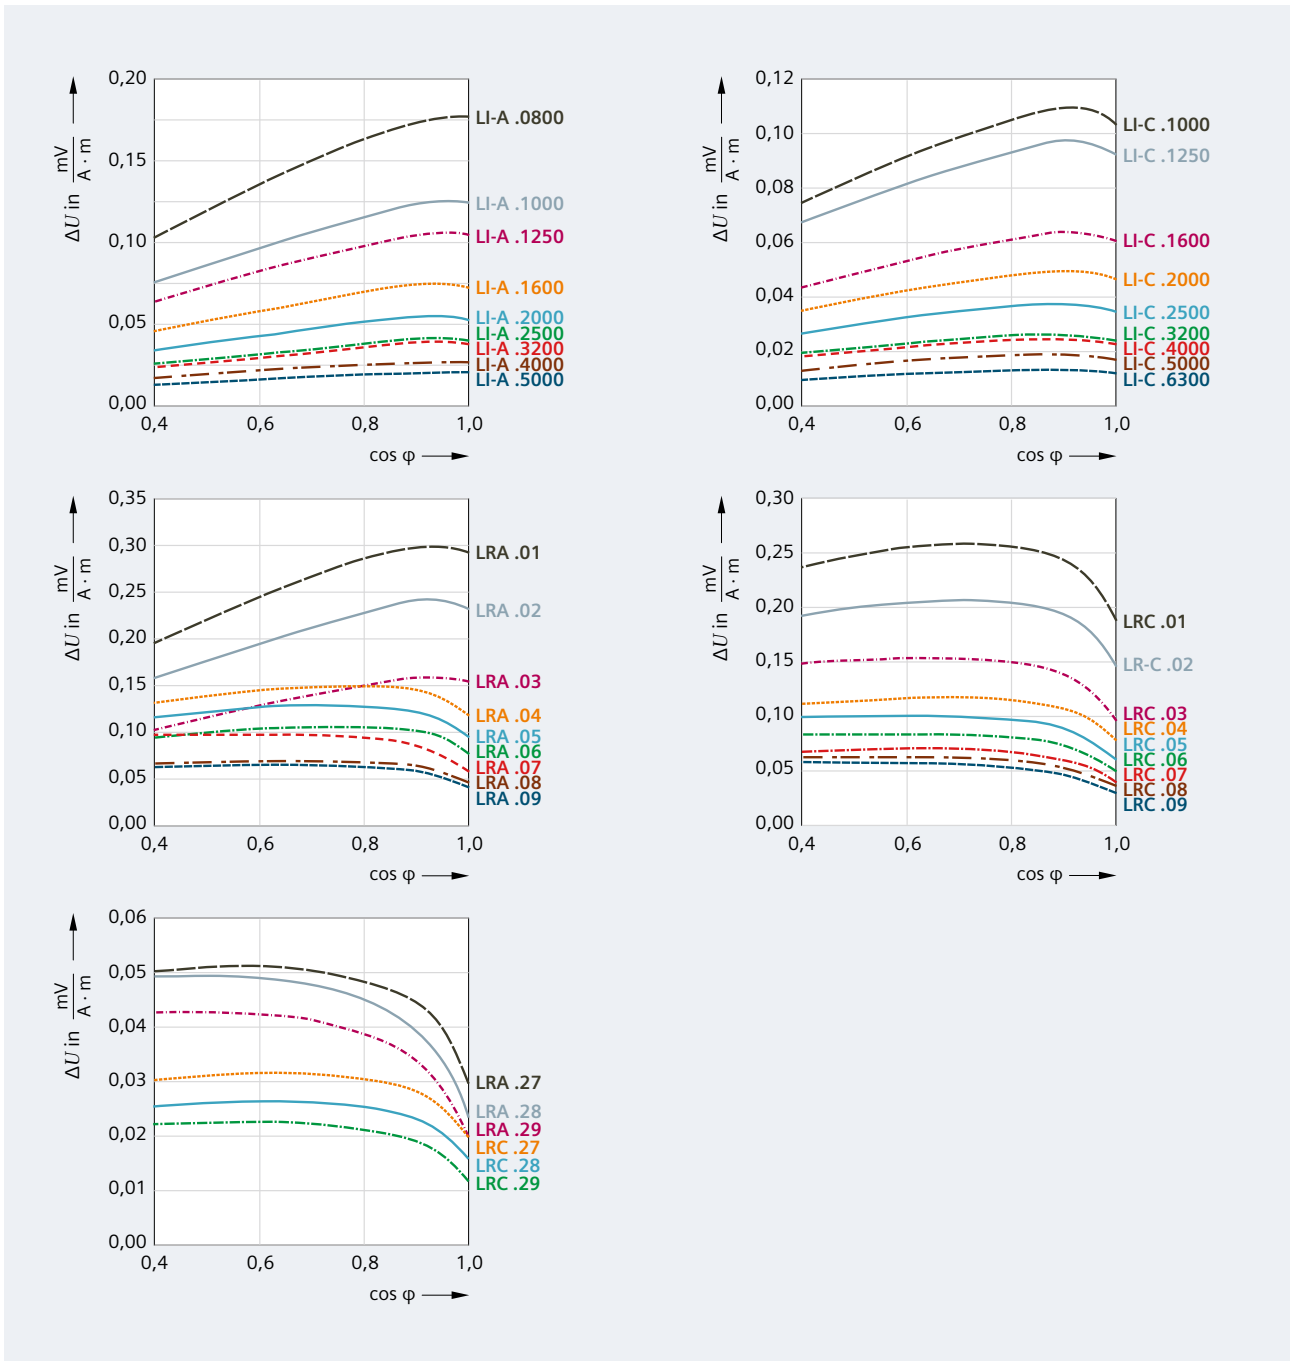 0,20
0,15
0,10
0,05
0,00
ΔU in mV
A · m
0,4 0,6 0,8 1,0
cos φ
LI-A .0800
LI-A .1000
LI-A .1250
LI-A .1600
LI-A .2000
LI-A .2500
LI-A .3200
LI-A .4000
LI-A .5000
0,12
0,10
0,08
0,06
0,04
0,02
0,00
ΔU in mV
A · m
0,4 0,6 0,8 1,0
cos φ
LI-C .1000
LI-C .1250
LI-C .1600
LI-C .2000
LI-C .2500
LI-C .3200
LI-C .4000
LI-C .5000
LI-C .6300
0,35
0,30
0,25
0,20
0,15
0,10
0,05
0,00
ΔU in mV
A · m
0,4 0,6 0,8 1,0
cos φ
LRA .01
LRA .02
LRA .03
LRA .04
LRA .05
LRA .06
LRA .07
LRA .08
LRA .09
0,30
0,25
0,20
0,15
0,10
0,05
0,00
ΔU in mV
A · m
0,4 0,6 0,8 1,0
cos φ
LRC .01
LR-C .02
LRC .03
LRC .04
LRC .05
LRC .06
LRC .07
LRC .08
LRC .09
0,06
0,05
0,04
0,03
0,02
0,01
0,00
ΔU in mV
A · m
0,4 0,6 0,8 1,0
cos φ
LRA .27
LRA .28
LRA .29
LRC .27
LRC .28
LRC .29